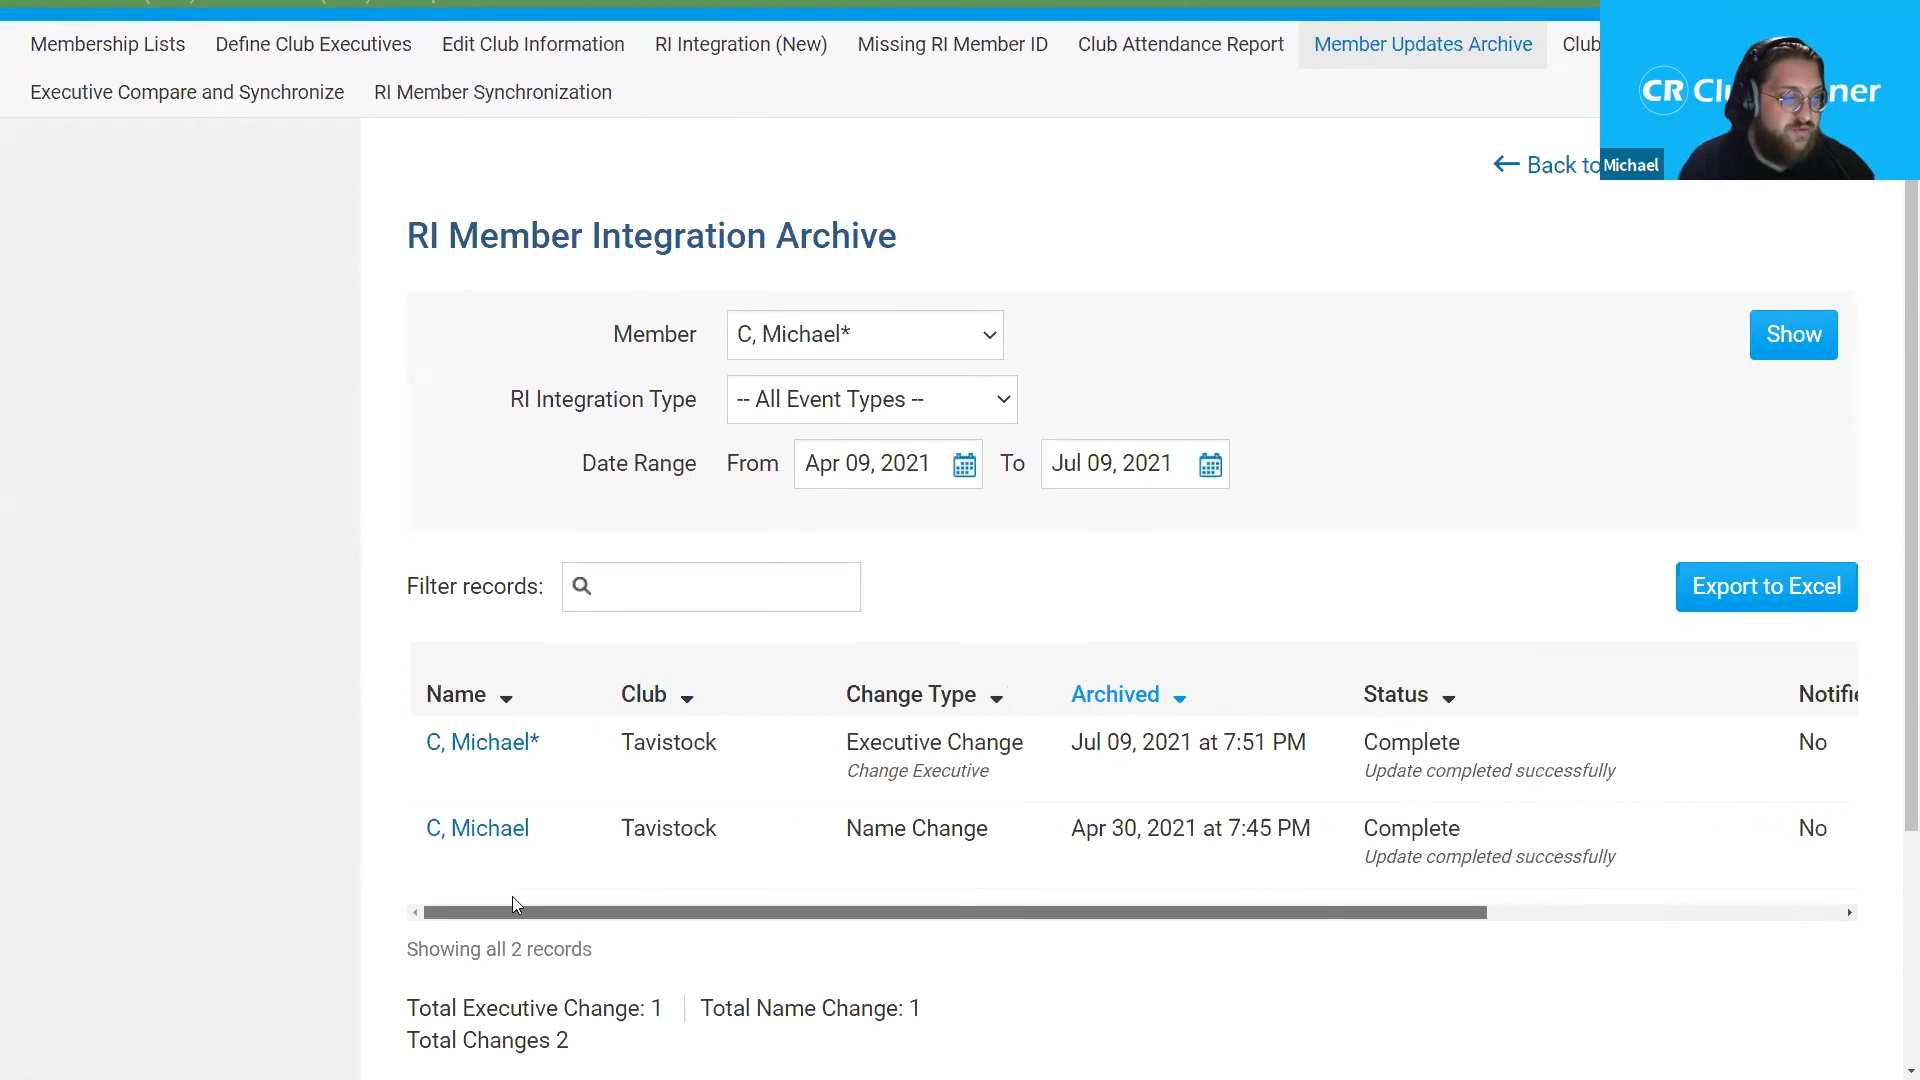 Membership Lists Define Club Executives Edit Club Information RI Integration (New) Missing RI Member ID Club Attendance Report Member Updates Archive Club
Executive Compare and Synchronize RI Member Synchronization
CR Cl ner
Back to
Michael
RI Member Integration Archive
Member C, Michael* Show
RI Integration Type -- All Event Types --
Date Range From Apr 09, 2021 To Jul 09, 2021
Filter records: Export to Excel
Name Club Change Type Archived Status Notifie
C, Michael* Tavistock Executive Change Jul 09, 2021 at 7:51 PM Complete No
Change Executive Update completed successfully
C, Michael Tavistock Name Change Apr 30, 2021 at 7:45 PM Complete No
Update completed successfully
Showing all 2 records
Total Executive Change: 1 Total Name Change: 1
Total Changes 2